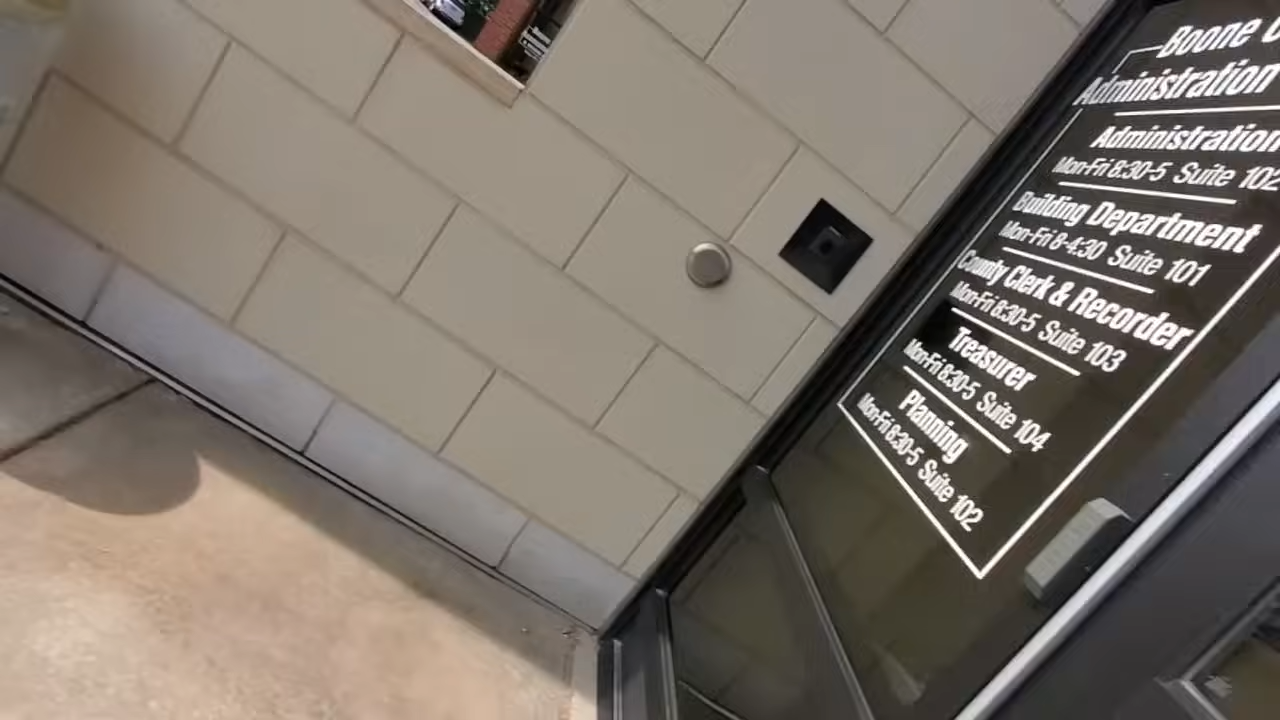 Boone
Administration
Administration
Mon-Fri 8:30-5 Suite 102
Building Department
Mon-Fri 8-4:30 Suite 101
County Clerk & Recorder
Mon-Fri 8:30-5 Suite 103
Treasurer
Mon-Fri 8:30-5 Suite 104
Planning
Mon-Fri 8:30-5 Suite 102